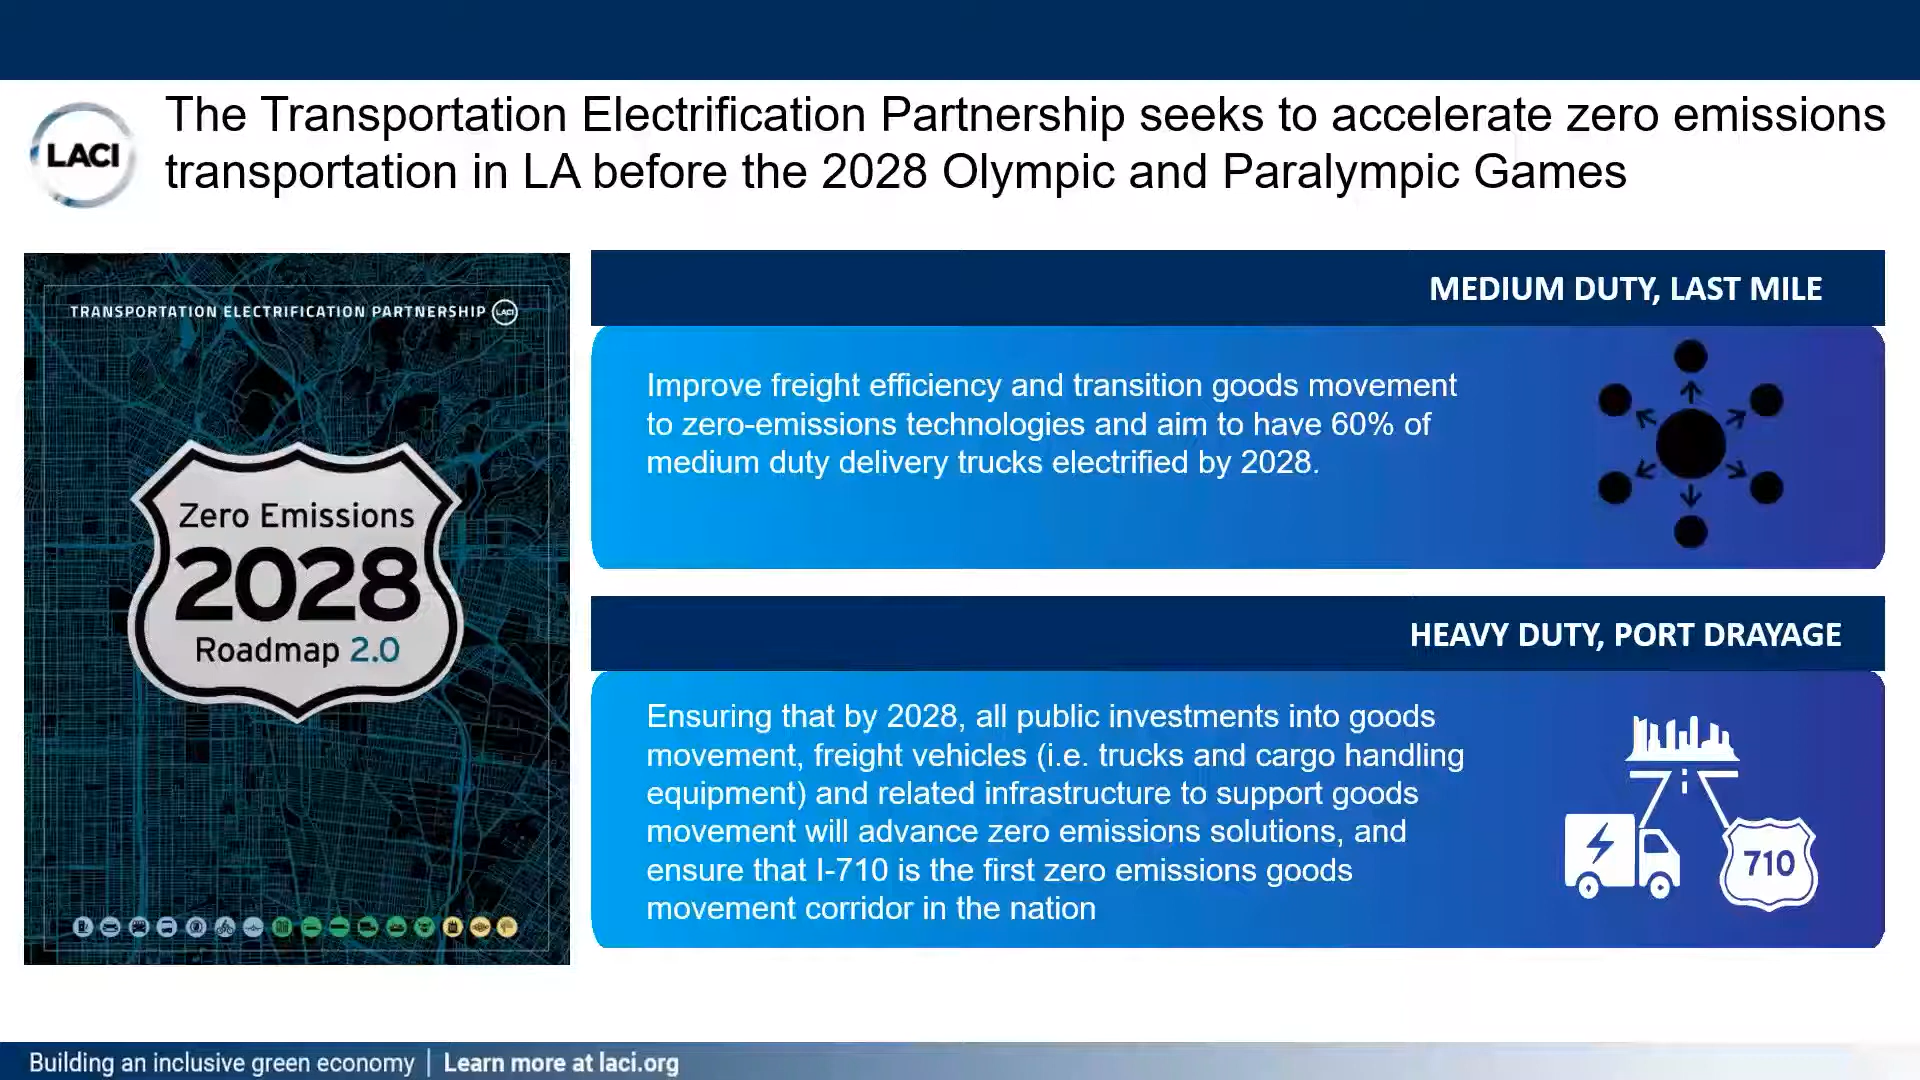 The Transportation Electrification Partnership seeks to accelerate zero emissions
transportation in LA before the 2028 Olympic and Paralympic Games
LACI
TRANSPORTATION ELECTRIFICATION PARTNERSHIP LACI
Zero Emissions
2028
Roadmap 2.0
MEDIUM DUTY, LAST MILE
Improve freight efficiency and transition goods movement
to zero-emissions technologies and aim to have 60% of
medium duty delivery trucks electrified by 2028.
HEAVY DUTY, PORT DRAYAGE
Ensuring that by 2028, all public investments into goods
movement, freight vehicles (i.e. trucks and cargo handling
equipment) and related infrastructure to support goods
movement will advance zero emissions solutions, and
ensure that I-710 is the first zero emissions goods
movement corridor in the nation
710
Building an inclusive green economy | Learn more at laci.org